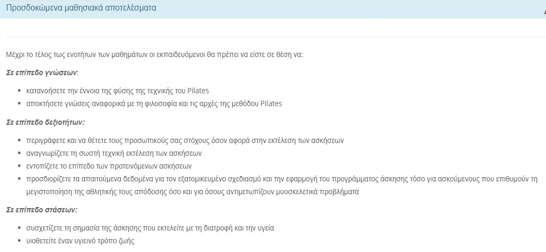 Προσδοκώμενα μαθησιακά αποτελέσματα
Μέχρι το τέλος των ενοτήτων των μαθημάτων οι εκπαιδευόμενοι θα πρέπει να είστε σε θέση να:
Σε επίπεδο γνώσεων:
• κατανοήσετε την έννοια της φύσης της τεχνικής του Pilates
• αποκτήσετε γνώσεις αναφορικά με τη φιλοσοφία και τις αρχές της μεθόδου Pilates
Σε επίπεδο δεξιοτήτων:
• περιγράφετε και να θέτετε τους προσωπικούς σας στόχους όσον αφορά στην εκτέλεση των ασκήσεων
• αναγνωρίζετε τη σωστή τεχνική εκτέλεση των ασκήσεων
• εντοπίζετε το επίπεδο των προτεινόμενων ασκήσεων
• προσδιορίζετε τα απαιτούμενα δεδομένα για τον εξατομικευμένο σχεδιασμό και την εφαρμογή του προγράμματος άσκησης τόσο για ασκούμενους που επιθυμούν τη
μεγιστοποίηση της αθλητικής τους απόδοσης όσο και για όσους αντιμετωπίζουν μυοσκελετικά προβλήματα
Σε επίπεδο στάσεων:
• συσχετίζετε τη σημασία της άσκησης που εκτελείτε με τη διατροφή και την υγεία
• υιοθετείτε έναν υγιεινό τρόπο ζωής